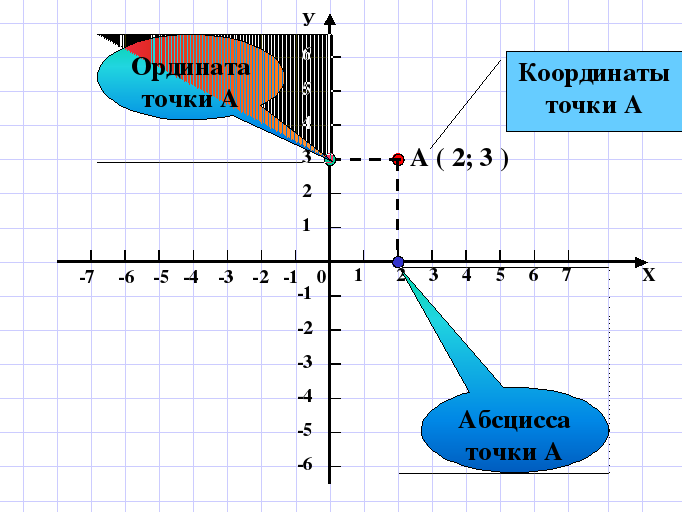 У
6
5
4
3
2
1
Ордината
точки А
Координаты
точки А
А ( 2; 3 )
-7 -6 -5 -4 -3 -2 -1 0 1 2 3 4 5 6 7 Х
-1
-2
-3
-4
-5
-6
Абсцисса
точки А